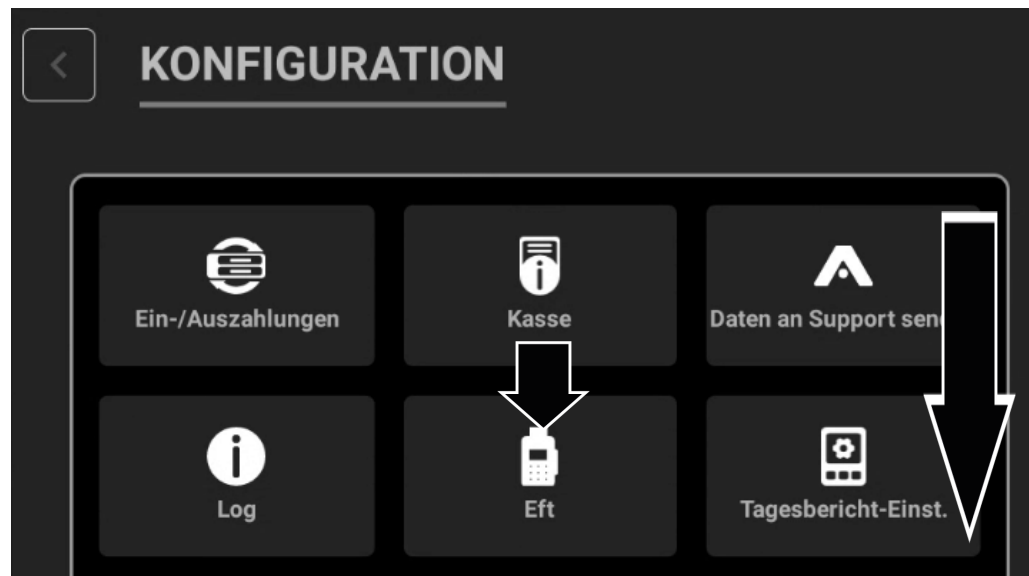 KONFIGURATION
Ein-/Auszahlungen
Kasse
Daten an Support sen
Log
Eft
Tagesbericht-Einst.